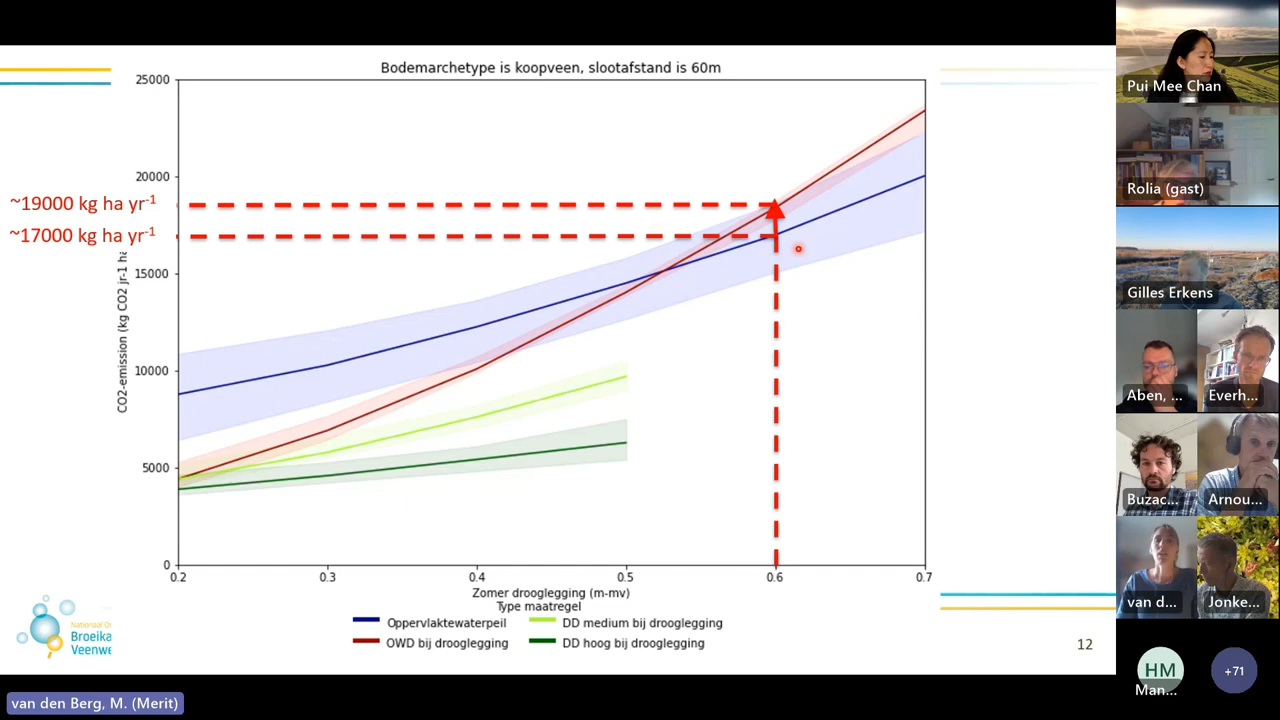 Bodemarchetype is koopveen, slootafstand is 60m
25000
20000
15000
10000
5000
0
~19000 kg ha yr-1
~17000 kg ha yr-1
CO2-emission (kg CO2 jr-1 ha
0.2 0.3 0.4 0.5 0.6 0.7
Zomer drooglegging (m-mv)
Type maatregel
Oppervlaktewaterpeil
OWD bij drooglegging
DD medium bij drooglegging
DD hoog bij drooglegging
Broeika
Veenwe
12
van den Berg, M. (Merit)
Pui Mee Chan
Rolia (gast)
Gilles Erkens
Aben, ...
Everh...
Buzac...
Arnou...
van d...
Jonke...
HM
Man...
+71